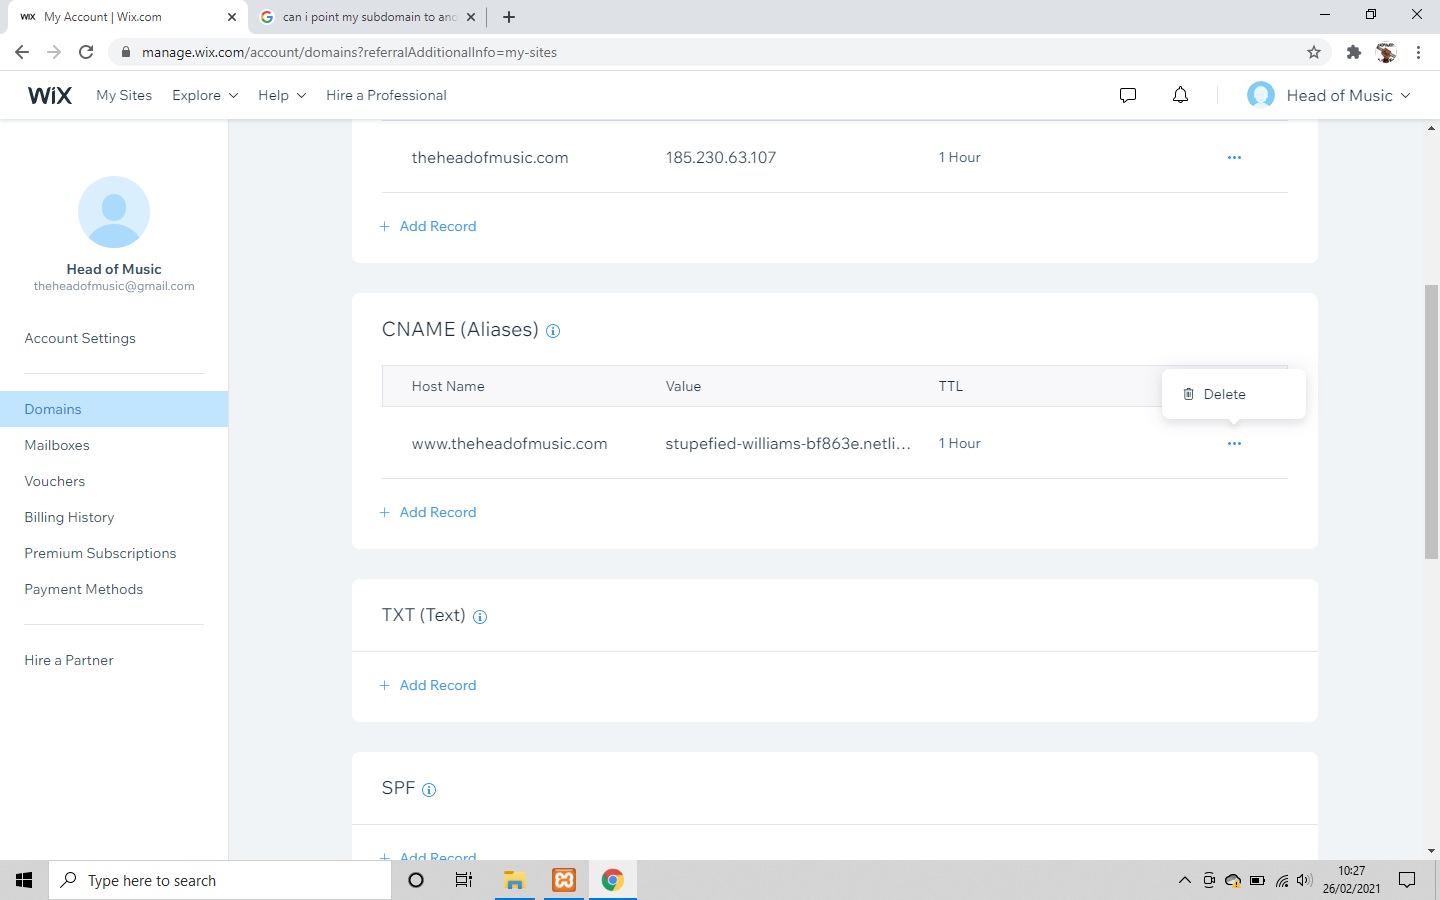 WIX My Account | Wix.com
can i point my subdomain to ano
manage.wix.com/account/domains?referralAdditionalInfo=my-sites
WiX My Sites Explore Help Hire a Professional Head of Music
Head of Music
theheadofmusic@gmail.com
Account Settings
Domains
Mailboxes
Vouchers
Billing History
Premium Subscriptions
Payment Methods
Hire a Partner
theheadofmusic.com 185.230.63.107 1 Hour
+ Add Record
CNAME (Aliases)
Host Name Value TTL
Delete
www.theheadofmusic.com stupefied-williams-bf863e.netli... 1 Hour
+ Add Record
TXT (Text)
+ Add Record
SPF
+ Add Record
Type here to search
10:27
26/02/2021